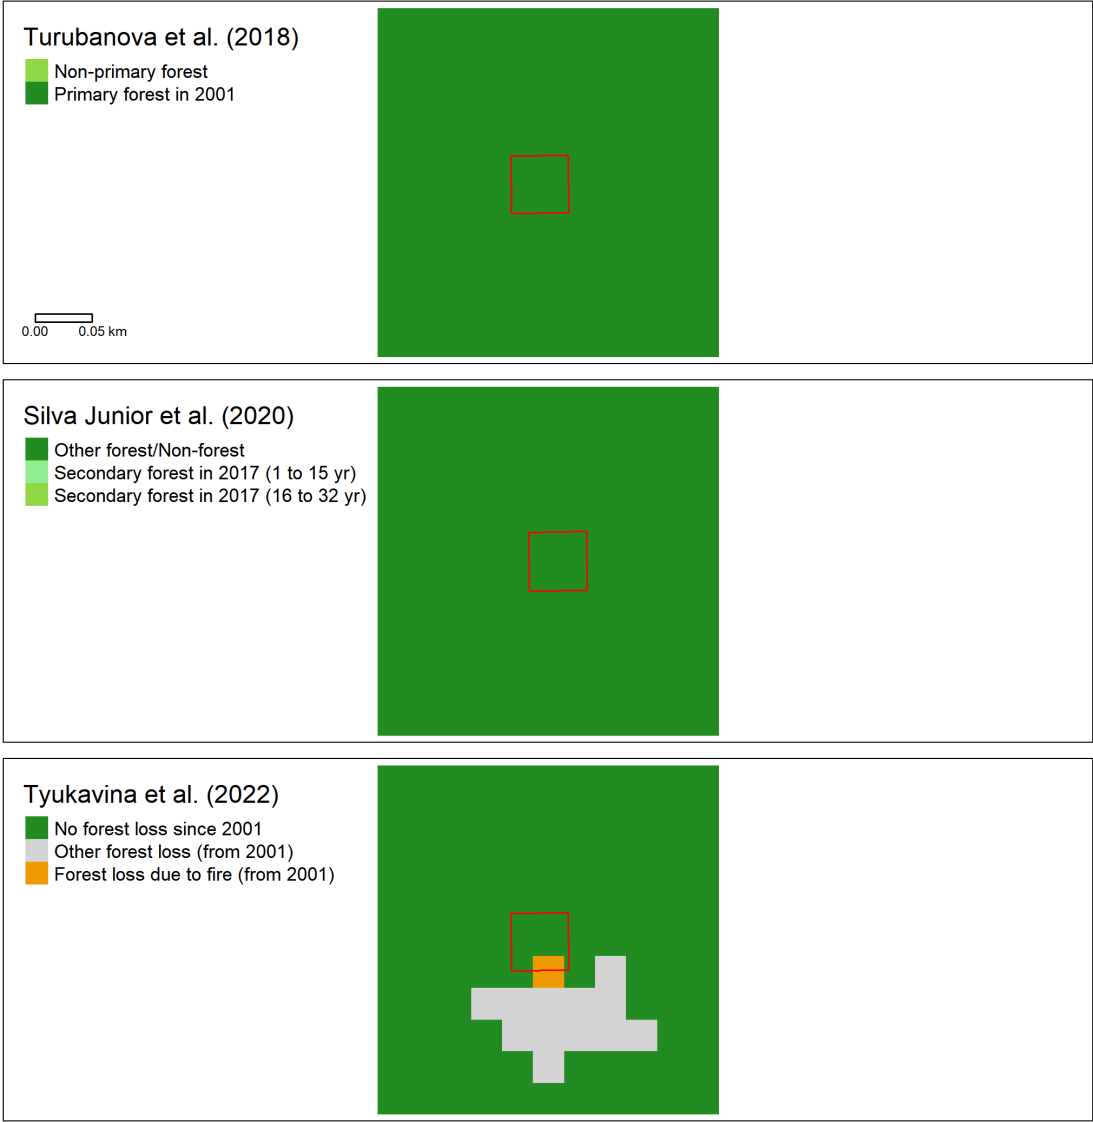 Turubanova et al. (2018)
Non-primary forest
Primary forest in 2001
0.00 0.05 km
Silva Junior et al. (2020)
Other forest/Non-forest
Secondary forest in 2017 (1 to 15 yr)
Secondary forest in 2017 (16 to 32 yr)
Tyukavina et al. (2022)
No forest loss since 2001
Other forest loss (from 2001)
Forest loss due to fire (from 2001)